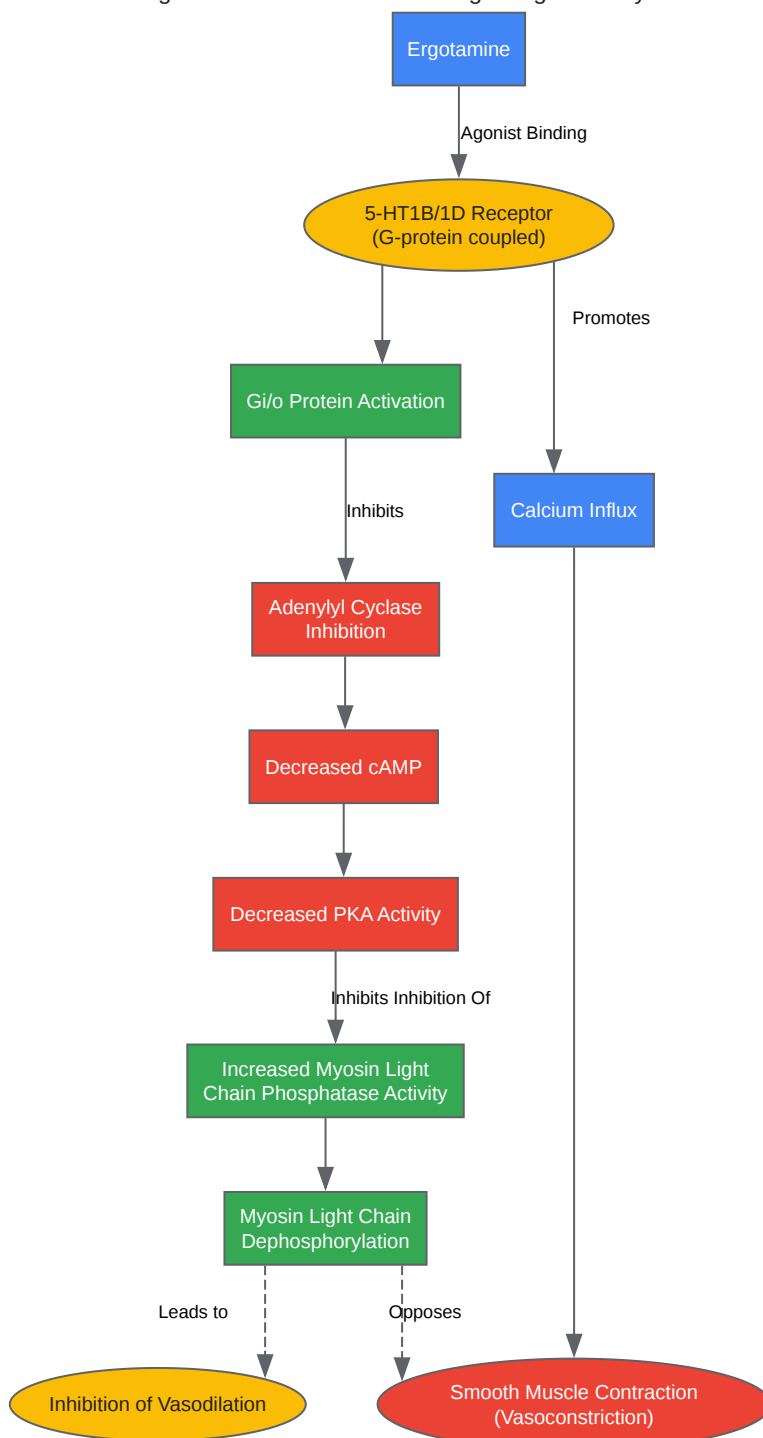 Ergotamine
Agonist Binding
5-HT1B/1D Receptor
(G-protein coupled)
Promotes
Gi/o Protein Activation
Calcium Influx
Inhibits
Adenylyl Cyclase
Inhibition
Decreased cAMP
Decreased PKA Activity
Inhibits Inhibition Of
Increased Myosin Light
Chain Phosphatase Activity
Myosin Light Chain
Dephosphorylation
Leads to
Opposes
Inhibition of Vasodilation
Smooth Muscle Contraction
(Vasoconstriction)